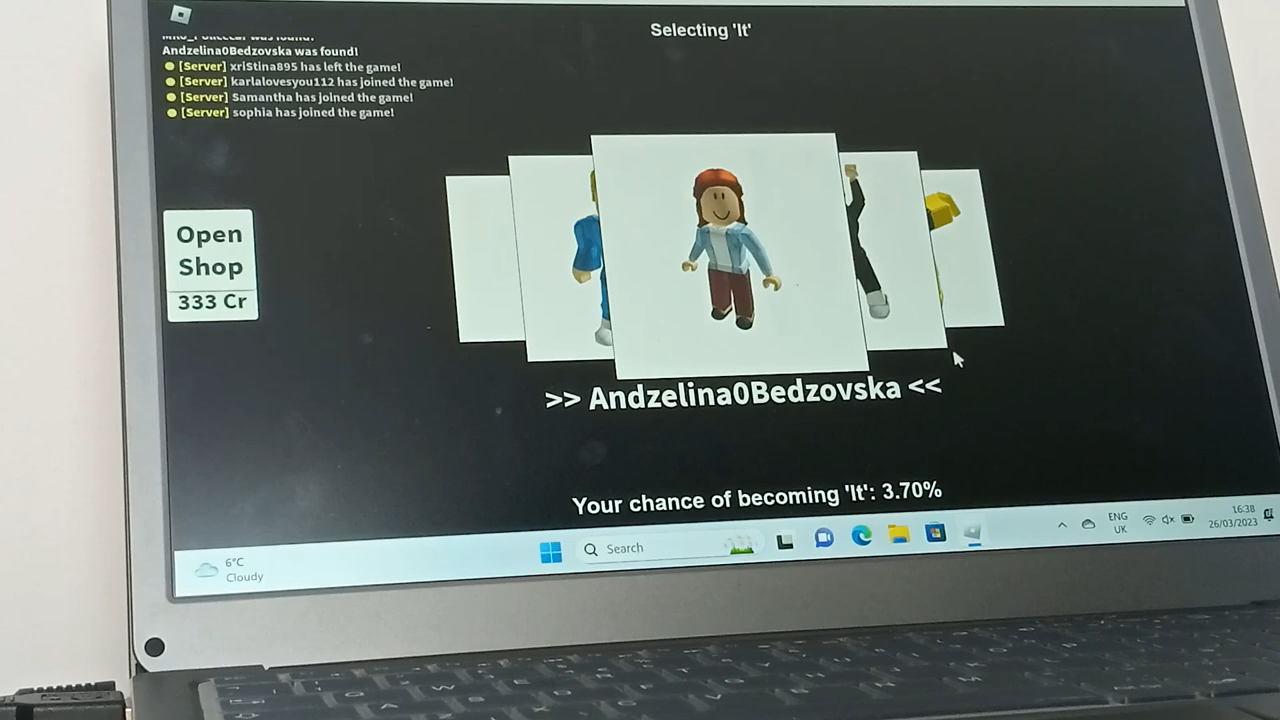 Selecting 'It'
was found!
Andzelina0Bedzovska was found!
[Server] xriStina895 has left the game!
[Server] karlalovesyou112 has joined the game!
[Server] Samantha has joined the game!
[Server] sophia has joined the game!
Open
Shop
333 Cr
>> Andzelina0Bedzovska <<
Your chance of becoming 'It': 3.70%
6°C
Cloudy
Search
ENG
UK
16:38
26/03/2023